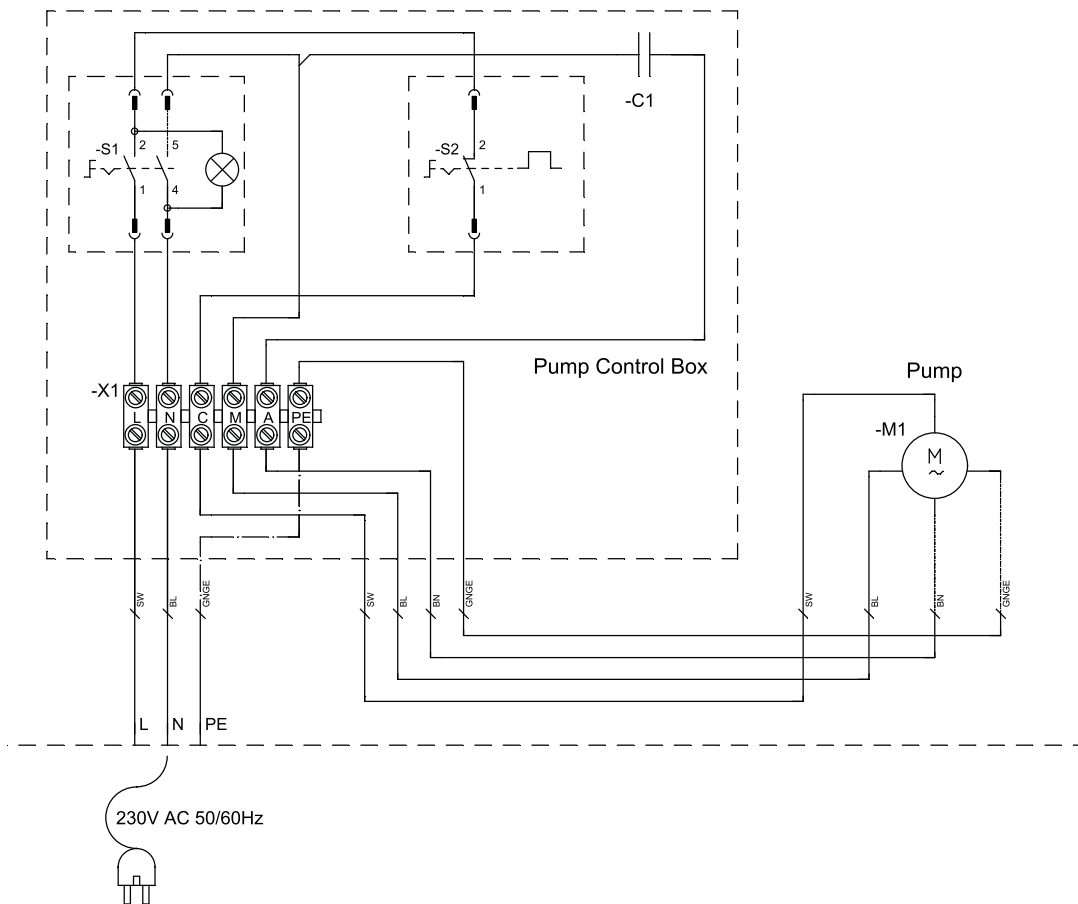 -C1
-S1
2
5
1
4
-S2
2
1
Pump Control Box
-X1
L
N
C
M
A
PE
Pump
-M1
M
~
SW
BL
GNGE
SW
BL
BN
GNGE
SW
BL
BN
GNGE
L
N
PE
230V AC 50/60Hz